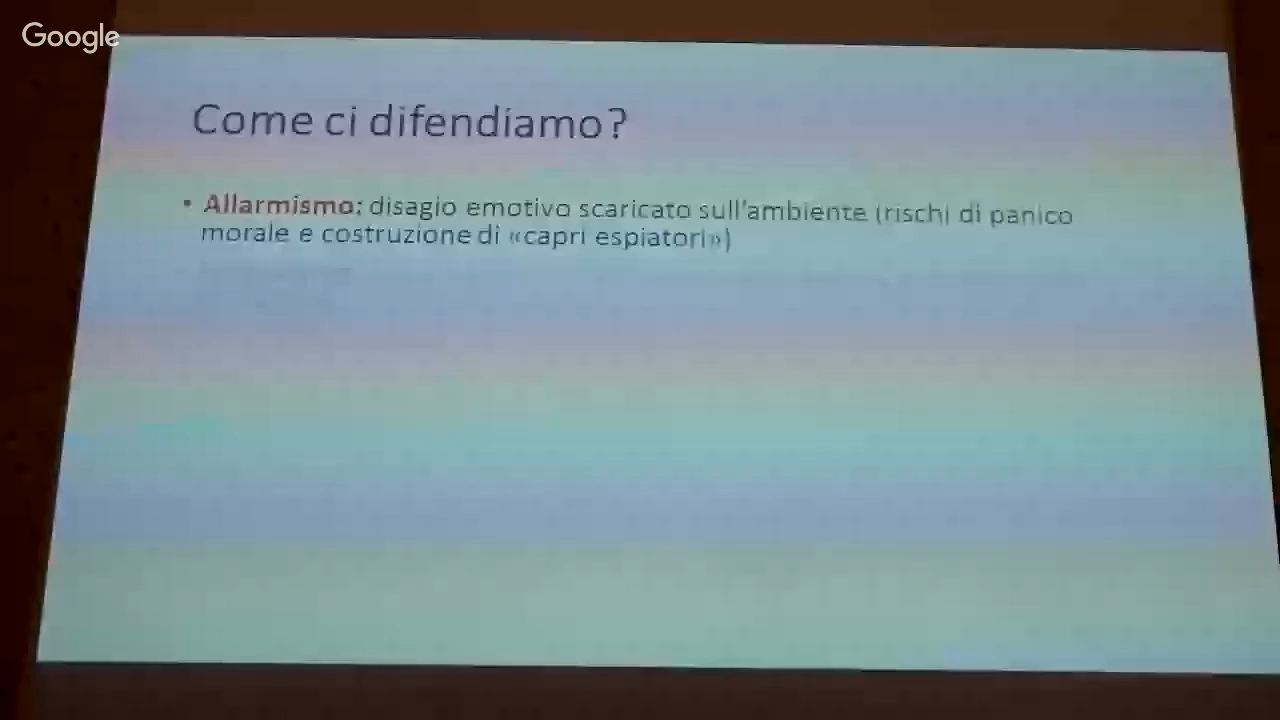 Google
Come ci difendiamo?
• Allarmismo: disagio emotivo scaricato sull'ambiente (rischi di panico
morale e costruzione di «capri espiatori»)